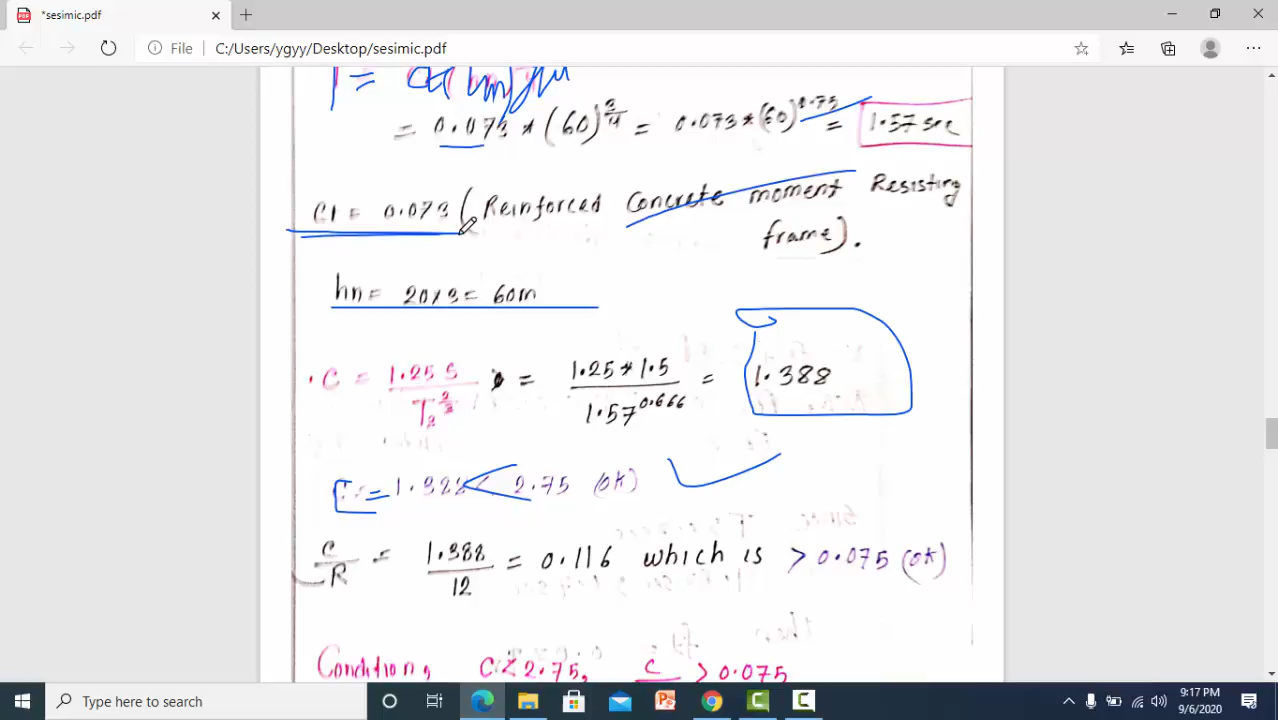 *sesimic.pdf
File C:/Users/ygyy/Desktop/sesimic.pdf
= 0.073 * (60)^3/4 = 0.073 * (60)^0.75 = 1.57 sec
Ct = 0.073 (Reinforced Concrete moment Resisting
frame).
hn = 20 x 3 = 60m
C = 1.25 S / T^2/3 = 1.25 * 1.5 / 1.57^0.666 = 1.388
= 1.388 < 2.75 (ok)
C/R = 1.388/12 = 0.116 which is > 0.075 (ok)
Condition, C < 2.75, C > 0.075
Type here to search
9:17 PM
9/6/2020